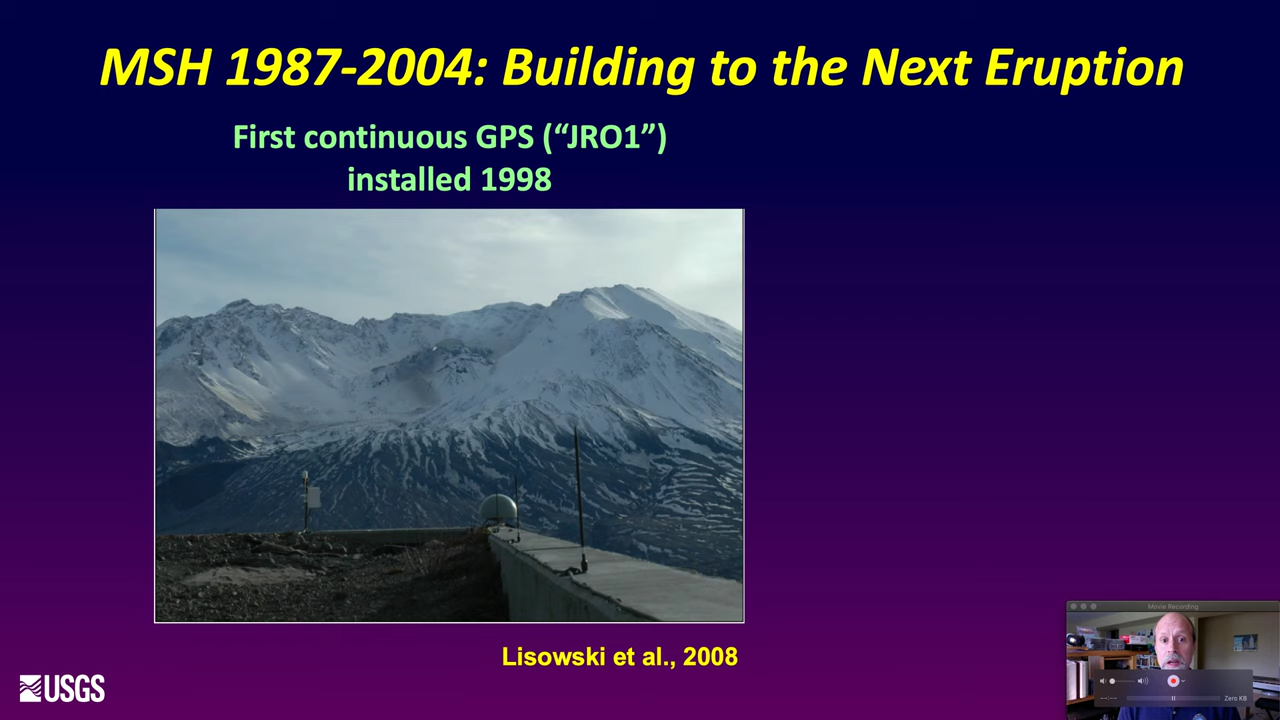 MSH 1987-2004: Building to the Next Eruption
First continuous GPS (“JRO1”)
installed 1998
Lisowski et al., 2008
USGS
Movie Recording
--:--
Zero KB